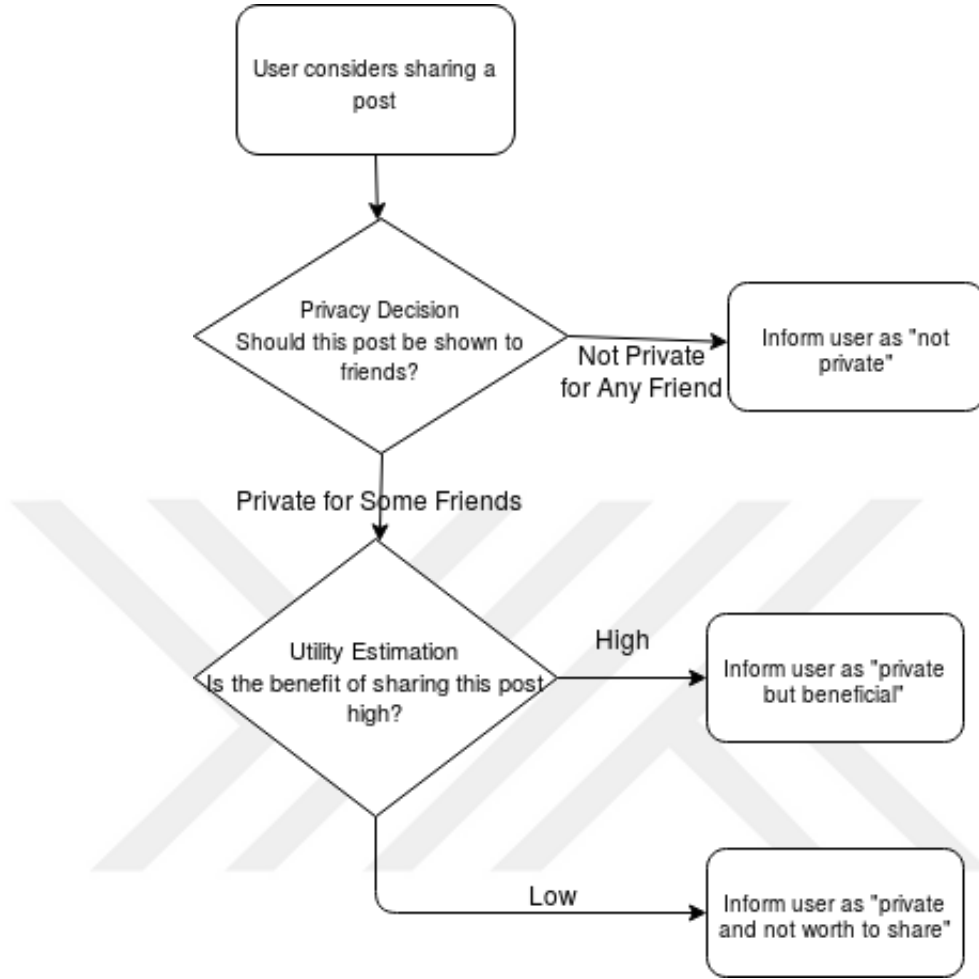 User considers sharing a
post
Privacy Decision
Should this post be shown to
friends?
Not Private
for Any Friend
Inform user as "not
private"
Private for Some Friends
Utility Estimation
Is the benefit of sharing this post
high?
High
Inform user as "private
but beneficial"
Low
Inform user as "private
and not worth to share"